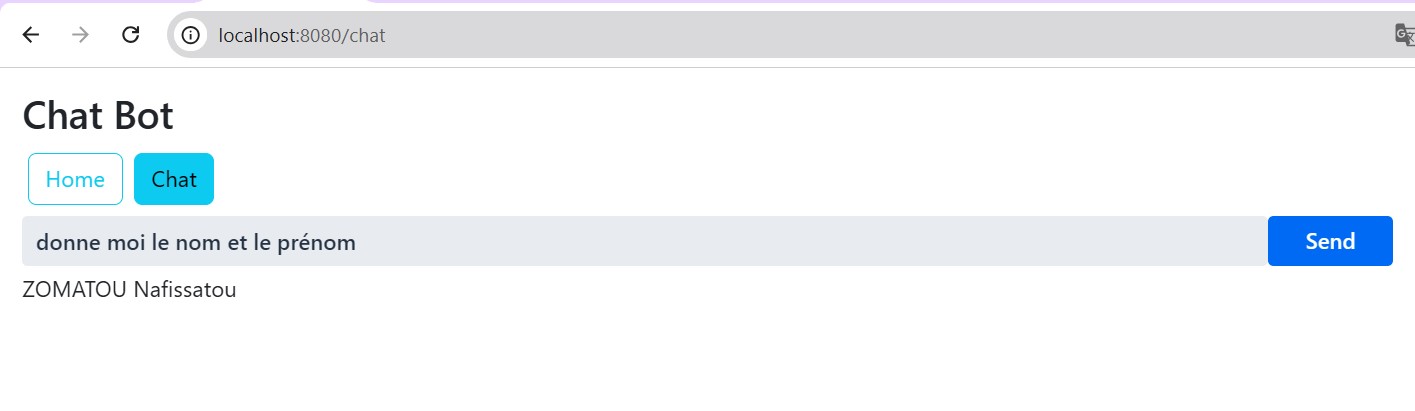 localhost:8080/chat
Chat Bot
Home Chat
donne moi le nom et le prénom Send
ZOMATOU Nafissatou